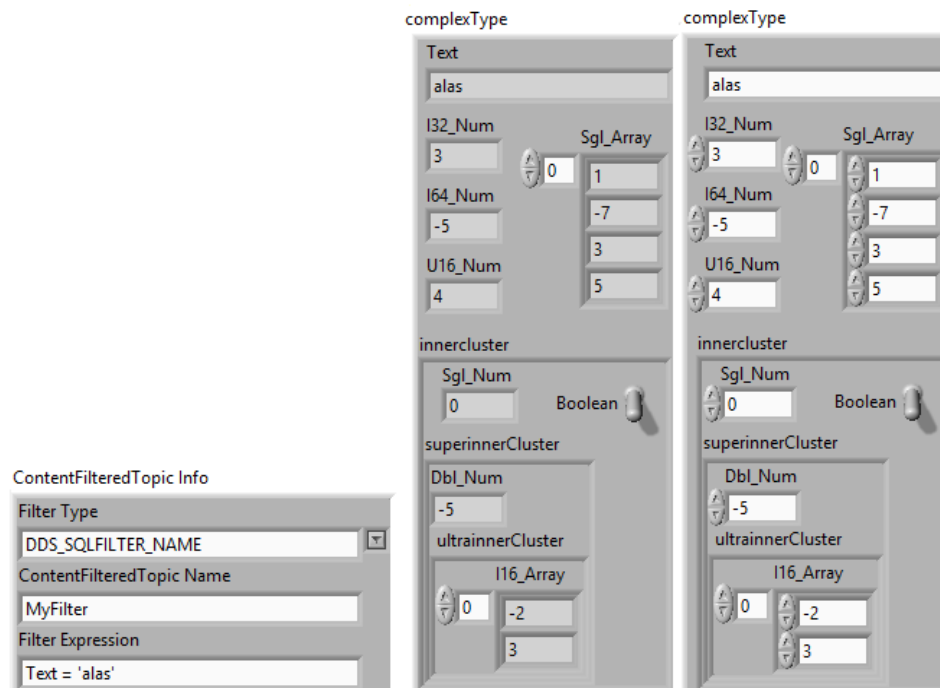 complexType
Text
alas
I32_Num
3
Sgl_Array
0
1
-7
3
5
I64_Num
-5
U16_Num
4
innercluster
Sgl_Num
0
Boolean
superinnerCluster
Dbl_Num
-5
ultrainnerCluster
I16_Array
0
-2
3
complexType
Text
alas
I32_Num
3
Sgl_Array
0
1
-7
3
5
I64_Num
-5
U16_Num
4
innercluster
Sgl_Num
0
Boolean
superinnerCluster
Dbl_Num
-5
ultrainnerCluster
I16_Array
0
-2
3
ContentFilteredTopic Info
Filter Type
DDS_SQLFILTER_NAME
ContentFilteredTopic Name
MyFilter
Filter Expression
Text = 'alas'